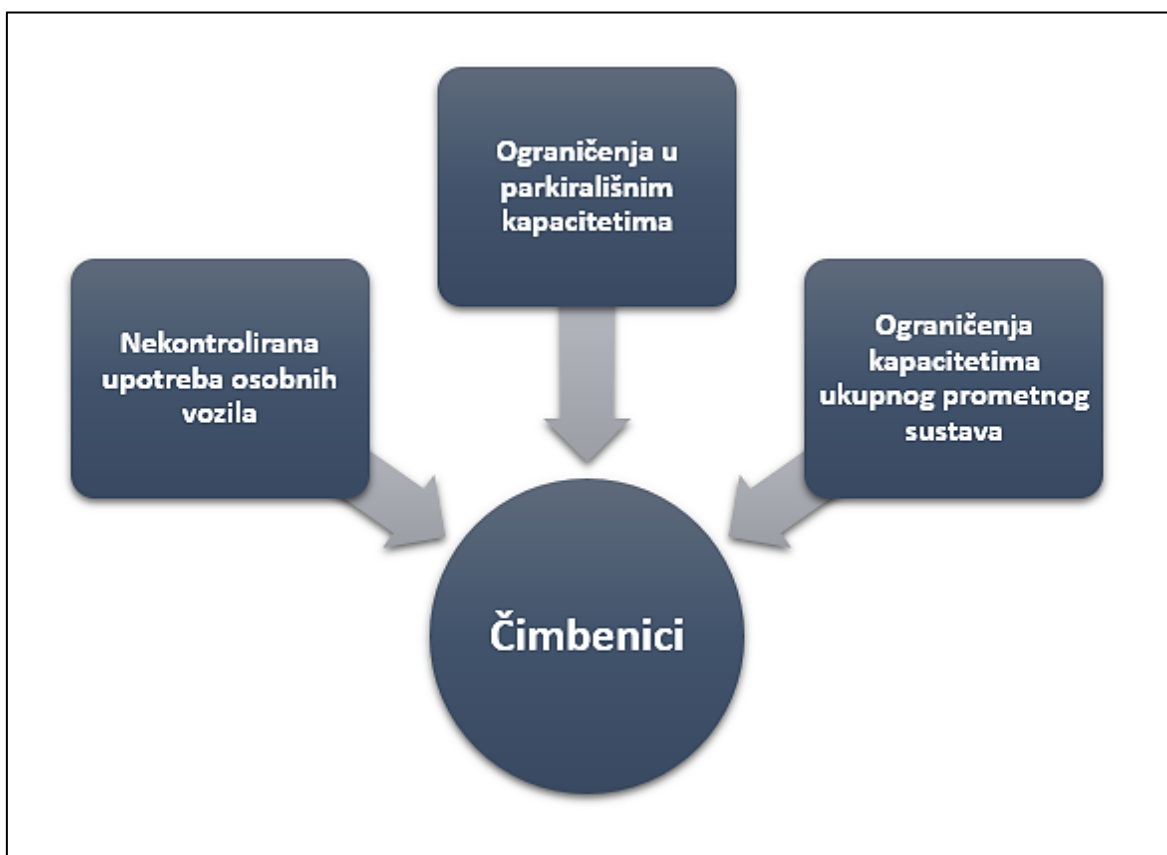 Ograničenja u
parkirališnim
kapacitetima
Nekontrolirana
upotreba osobnih
vozila
Ograničenja
kapacitetima
ukupnog prometnog
sustava
Čimbenici